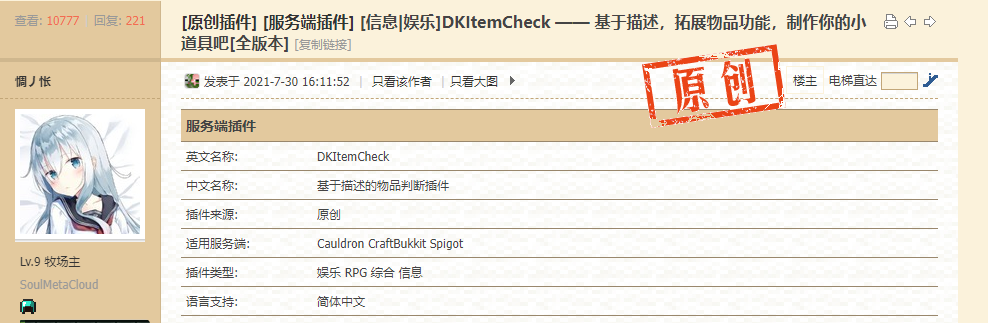 查看: 10777 | 回复: 221
[原创插件] [服务端插件] [信息|娱乐]DKItemCheck —— 基于描述，拓展物品功能，制作你的小
道具吧[全版本] [复制链接]
惆丿怅
发表于 2021-7-30 16:11:52 | 只看该作者 | 只看大图
楼主 电梯直达
原创
服务端插件
英文名称: DKItemCheck
中文名称: 基于描述的物品判断插件
插件来源: 原创
适用服务端: Cauldron CraftBukkit Spigot
插件类型: 娱乐 RPG 综合 信息
语言支持: 简体中文
Lv.9 牧场主
SoulMetaCloud